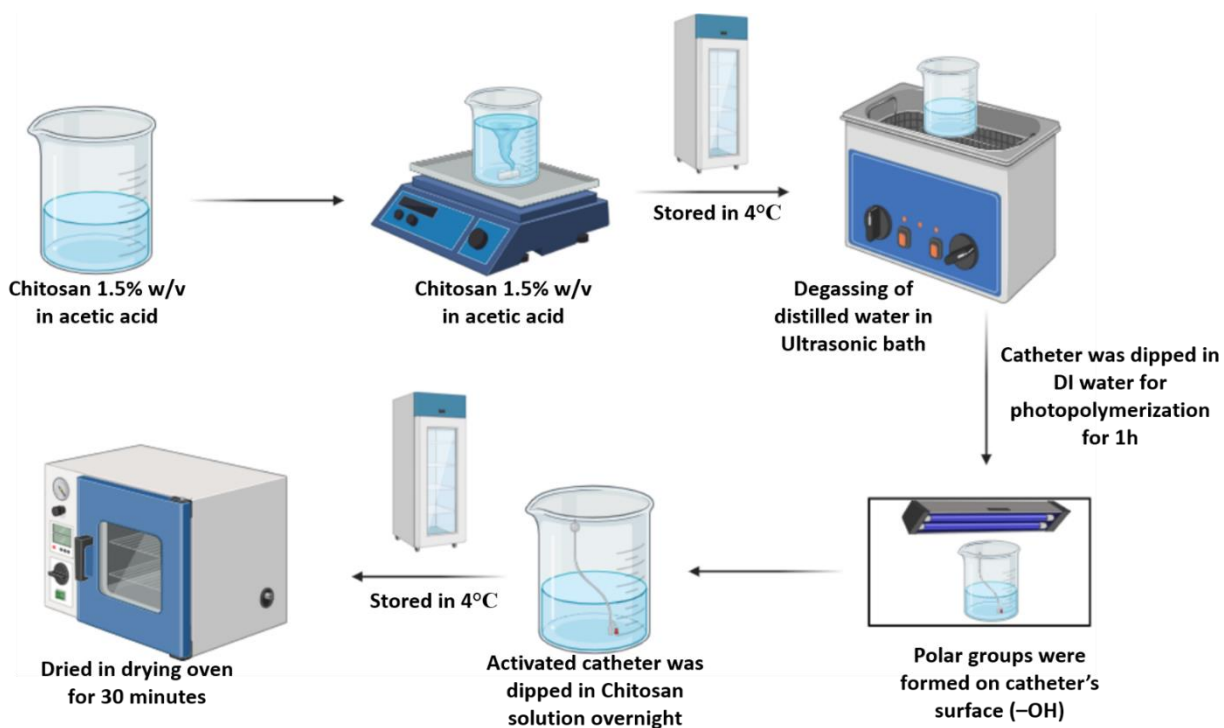 Chitosan 1.5% w/v
in acetic acid
Chitosan 1.5% w/v
in acetic acid
Stored in 4°C
Degassing of
distilled water in
Ultrasonic bath
Catheter was dipped in
DI water for
photopolymerization
for 1h
Polar groups were
formed on catheter's
surface (–OH)
Activated catheter was
dipped in Chitosan
solution overnight
Stored in 4°C
Dried in drying oven
for 30 minutes